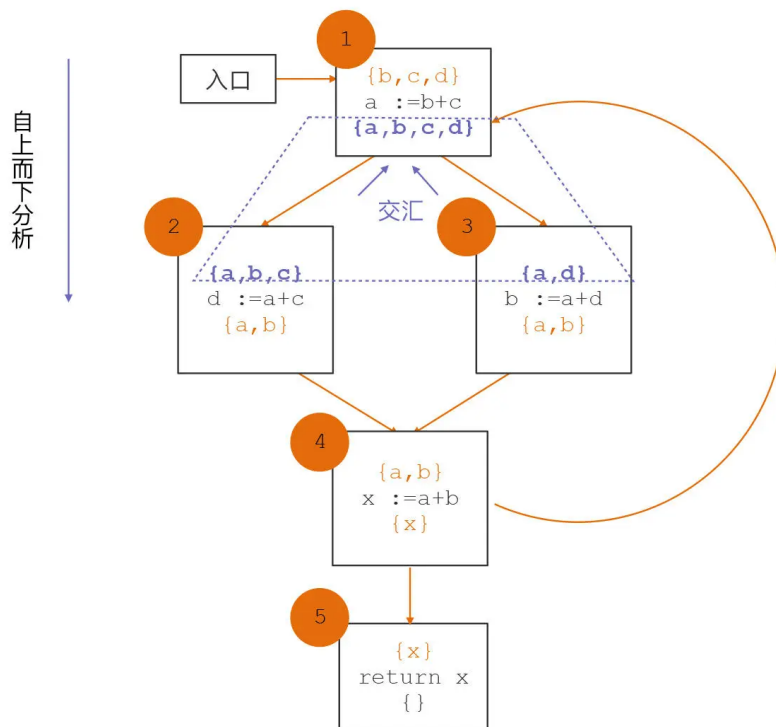 1
入口
{b,c,d}
a :=b+c
{a,b,c,d}
自上而下分析
交汇
2
{a,b,c}
d :=a+c
{a,b}
3
{a,d}
b :=a+d
{a,b}
4
{a,b}
x :=a+b
{x}
5
{x}
return x
{}